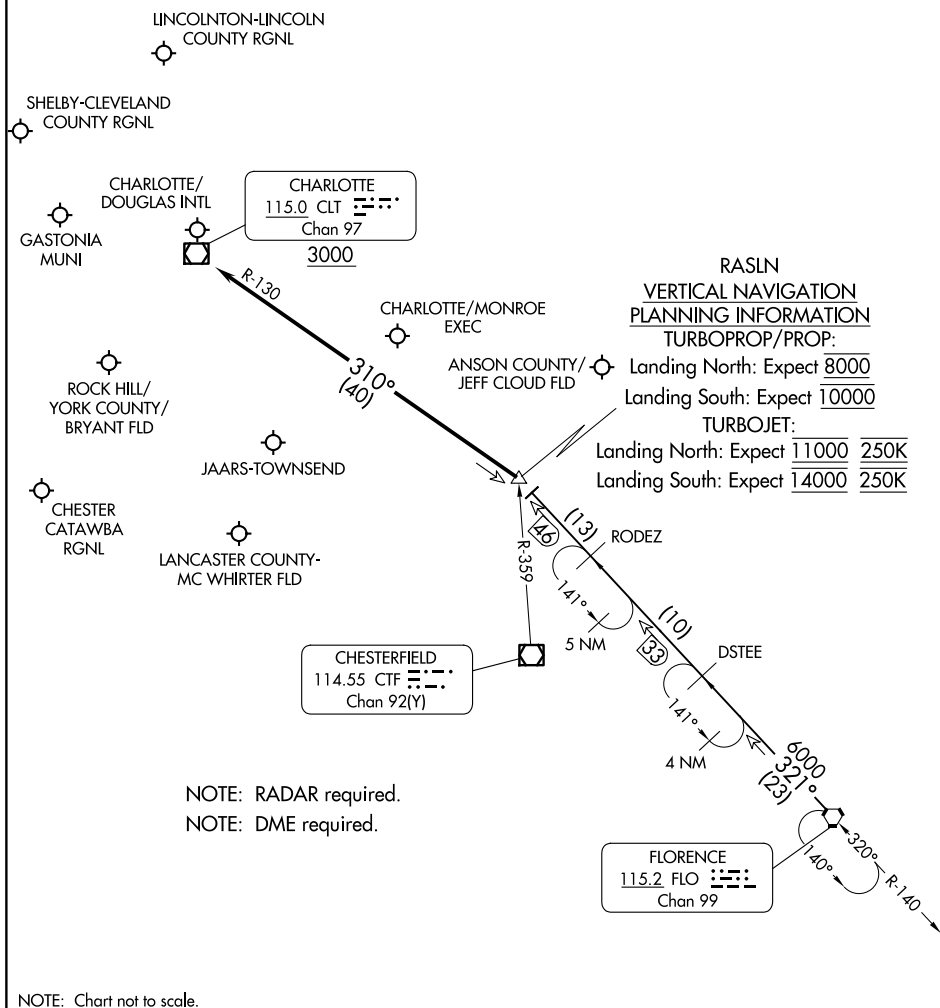 LINCOLNTON-LINCOLN
COUNTY RGNL
SHELBY-CLEVELAND
COUNTY RGNL
CHARLOTTE/
DOUGLAS INTL
GASTONIA
MUNI
CHARLOTTE
115.0 CLT
Chan 97
3000
R-130
310°
(40)
CHARLOTTE/MONROE
EXEC
ANSON COUNTY/
JEFF CLOUD FLD
RASLN
VERTICAL NAVIGATION
PLANNING INFORMATION
TURBOPROP/PROP:
Landing North: Expect 8000
Landing South: Expect 10000
TURBOJET:
Landing North: Expect 11000 250K
Landing South: Expect 14000 250K
ROCK HILL/
YORK COUNTY/
BRYANT FLD
JAARS-TOWNSEND
CHESTER
CATAWBA
RGNL
LANCASTER COUNTY-
MC WHIRTER FLD
R-359
46
(13)
RODEZ
141°
5 NM
33
(10)
DSTEE
141°
4 NM
CHESTERFIELD
114.55 CTF
Chan 92(Y)
6000
321°
(23)
NOTE: RADAR required.
NOTE: DME required.
FLORENCE
115.2 FLO
Chan 99
140°
320°
R-140
NOTE: Chart not to scale.